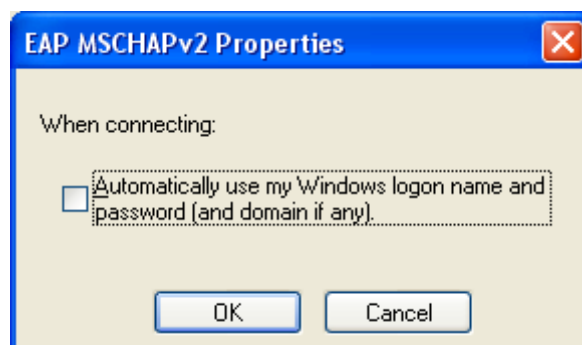 EAP MSCHAPv2 Properties
When connecting:
Automatically use my Windows logon name and
password (and domain if any).
OK
Cancel